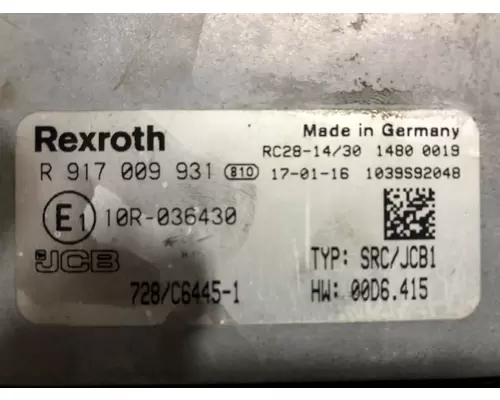 Rexroth
Made in Germany
RC28-14/30 1480 0019
R 917 009 931 810 17-01-16 1039S92048
E1 10R-036430
JCB
TYP: SRC/JCB1
728/C6445-1 HW: 00D6.415